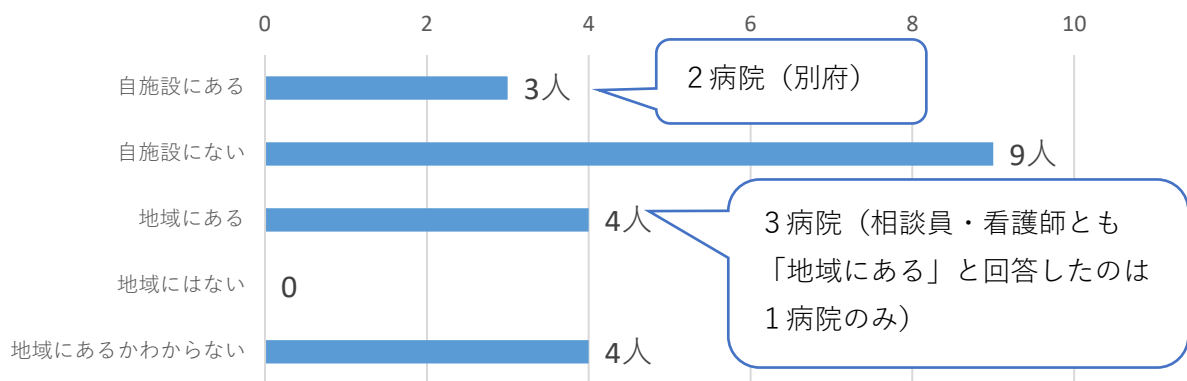 0 2 4 6 8 10
自施設にある
3人
2病院（別府）
自施設にない
9人
地域にある
4人
3病院（相談員・看護師とも
「地域にある」と回答したのは
1病院のみ）
地域にはない
0
地域にあるかわからない
4人